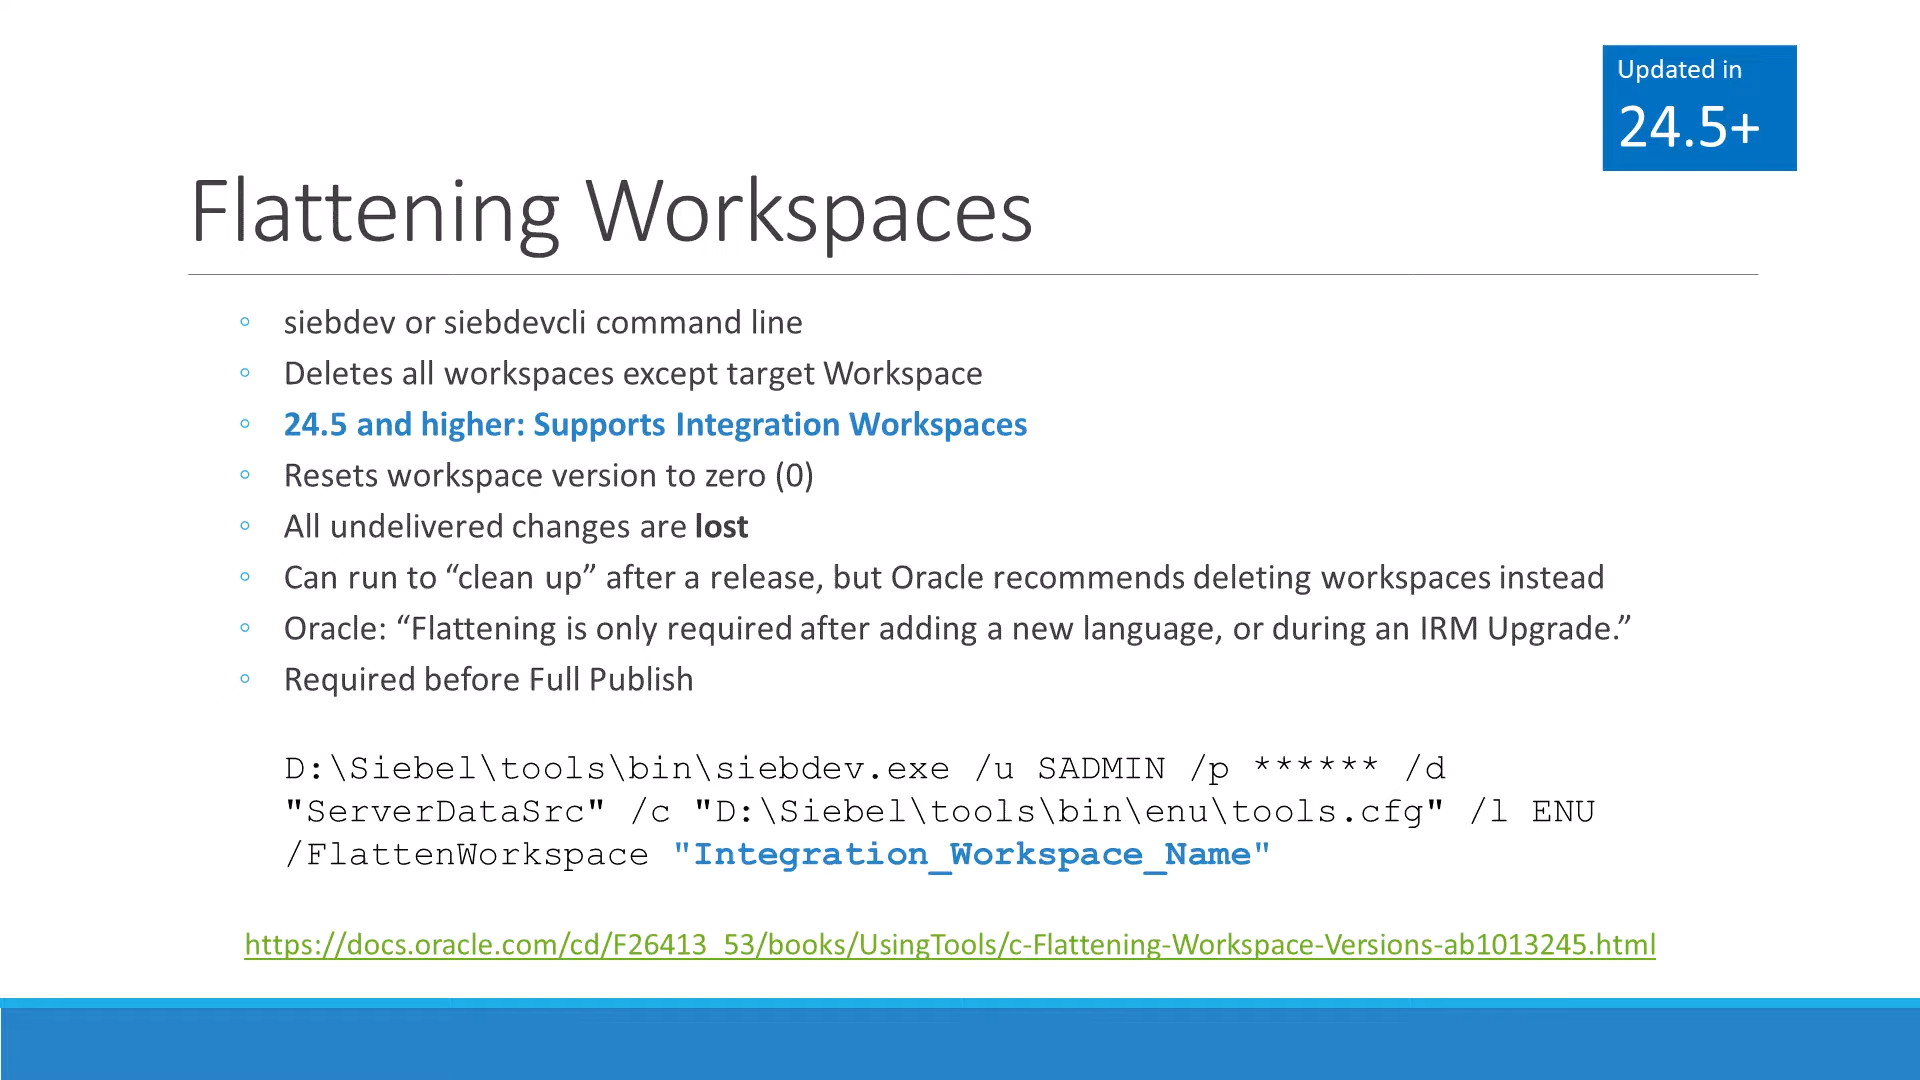 Updated in
24.5+
Flattening Workspaces
siebdev or siebdevcli command line
Deletes all workspaces except target Workspace
24.5 and higher: Supports Integration Workspaces
Resets workspace version to zero (0)
All undelivered changes are lost
Can run to “clean up” after a release, but Oracle recommends deleting workspaces instead
Oracle: “Flattening is only required after adding a new language, or during an IRM Upgrade.”
Required before Full Publish
D:\Siebel\tools\bin\siebdev.exe /u SADMIN /p ****** /d
"ServerDataSrc" /c "D:\Siebel\tools\bin\enu\tools.cfg" /l ENU
/FlattenWorkspace "Integration_Workspace_Name"
https://docs.oracle.com/cd/F26413_53/books/UsingTools/c-Flattening-Workspace-Versions-ab1013245.html